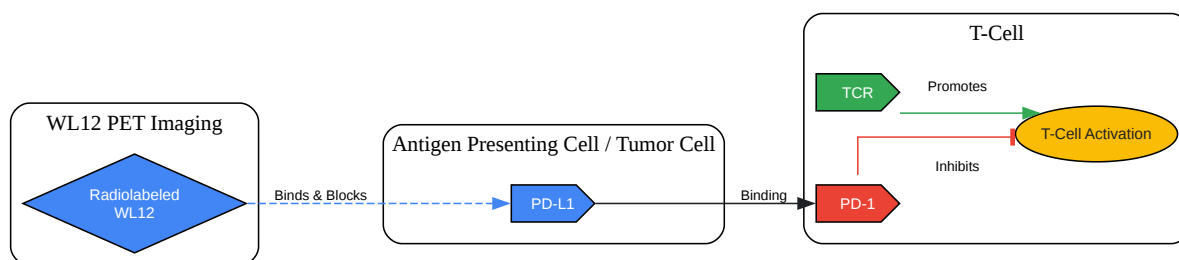 WL12 PET Imaging
Radiolabeled
WL12
Binds & Blocks
Antigen Presenting Cell / Tumor Cell
PD-L1
Binding
T-Cell
TCR
Promotes
T-Cell Activation
Inhibits
PD-1